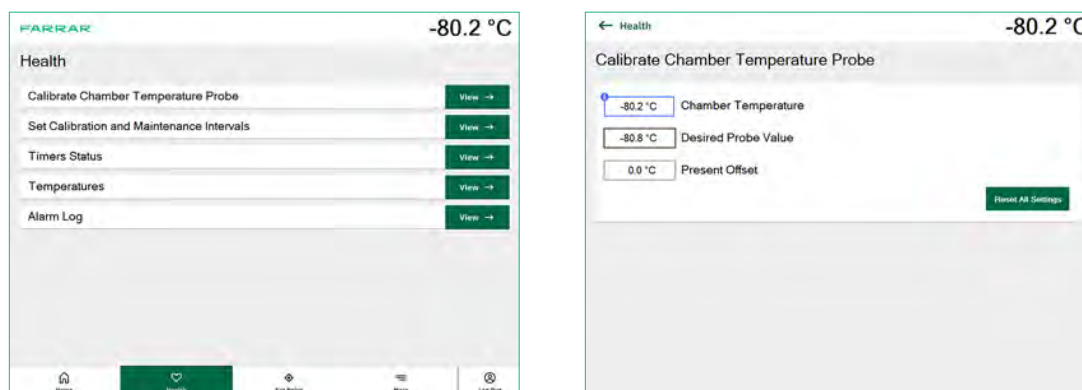 FARRAR
-80.2 °C
Health
Calibrate Chamber Temperature Probe
View →
Set Calibration and Maintenance Intervals
View →
Timers Status
View →
Temperatures
View →
Alarm Log
View →
Health
← Health
-80.2 °C
Calibrate Chamber Temperature Probe
-80.2 °C Chamber Temperature
-80.8 °C Desired Probe Value
0.0 °C Present Offset
Reset All Settings